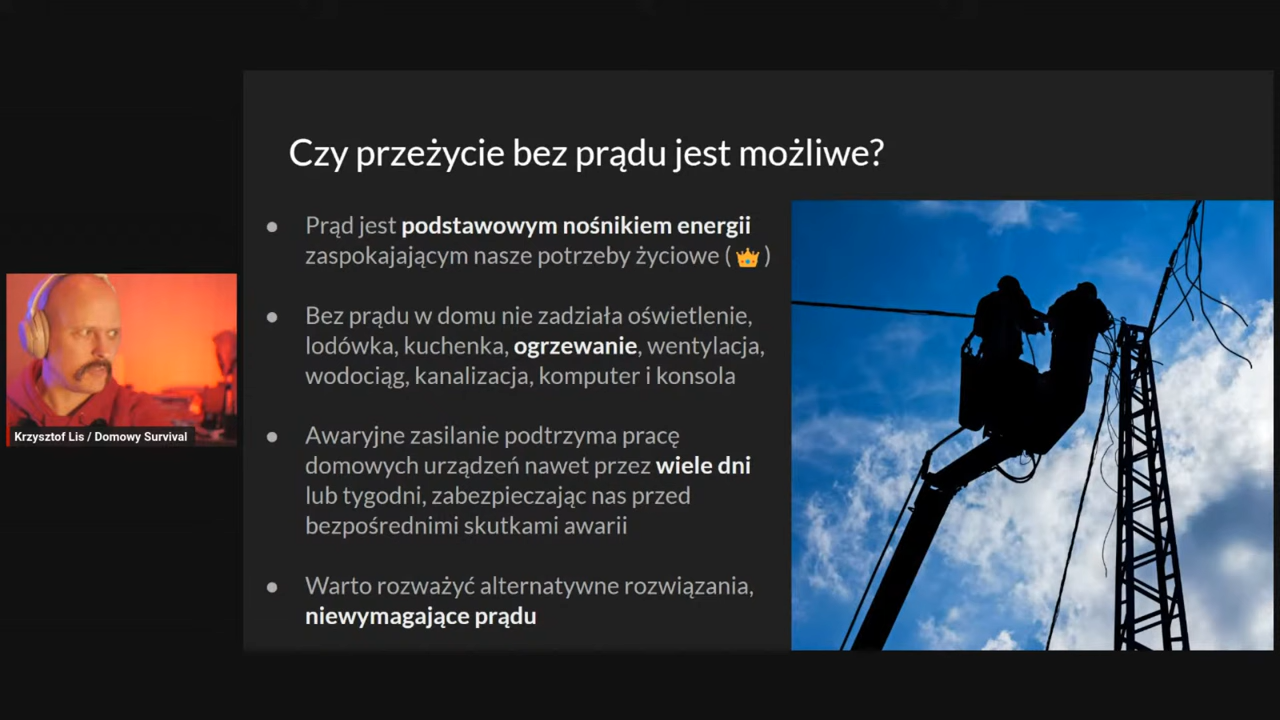 Czy przeżycie bez prądu jest możliwe?
● Prąd jest podstawowym nośnikiem energii
zaspokajającym nasze potrzeby życiowe ( 👑 )
● Bez prądu w domu nie zadziała oświetlenie,
lodówka, kuchenka, ogrzewanie, wentylacja,
wodociąg, kanalizacja, komputer i konsola
● Awaryjne zasilanie podtrzyma pracę
domowych urządzeń nawet przez wiele dni
lub tygodni, zabezpieczając nas przed
bezpośrednimi skutkami awarii
● Warto rozważyć alternatywne rozwiązania,
niewymagające prądu
Krzysztof Lis / Domowy Survival